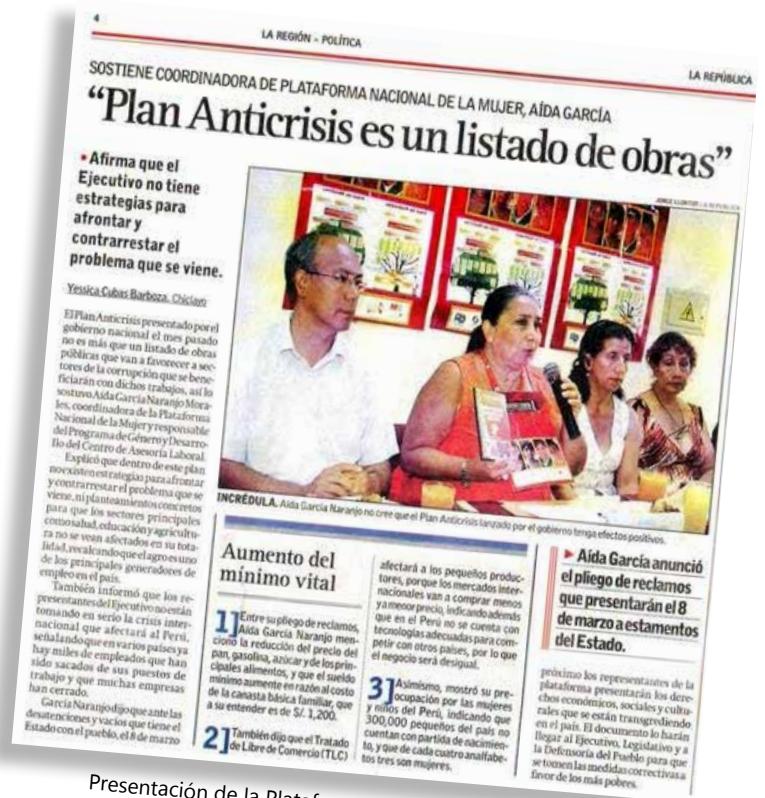 4
LA REGIÓN - POLÍTICA
LA REPÚBLICA
SOSTIENE COORDINADORA DE PLATAFORMA NACIONAL DE LA MUJER, AÍDA GARCÍA
“Plan Anticrisis es un listado de obras”
• Afirma que el
Ejecutivo no tiene
estrategias para
afrontar y
contrarrestar el
problema que se viene.
Yessica Cubas Barboza. Chiclayo
El Plan Anticrisis presentado por el
gobierno nacional el mes pasado
no es más que un listado de obras
públicas que van a favorecer a sec-
tores de la corrupción que se bene-
ficiarán con dichos trabajos, así lo
sostuvo Aída García Naranjo Mora-
les, coordinadora de la Plataforma
Nacional de la Mujer y responsable
del Programa de Género y Desarro-
llo del Centro de Asesoría Laboral.
Explicó que dentro de este plan
no existen estrategias para afrontar
y contrarrestar el problema que se
viene, ni planteamientos concretos
para que los sectores principales
como salud, educación y agricultu-
ra no se vean afectados en su tota-
lidad, recalcando que el agro es uno
de los principales generadores de
empleo en el país.
También informó que los re-
presentantes del Ejecutivo no están
tomando en serio la crisis inter-
nacional que afectará al Perú,
señalando que en varios países ya
hay miles de empleados que han
sido sacados de sus puestos de
trabajo y que muchas empresas
han cerrado.
García Naranjo dijo que ante las
desatenciones y vacíos que tiene el
Estado con el pueblo, el 8 de marzo
JORGE LLONTOP / LA REPÚBLICA
INCRÉDULA. Aída García Naranjo no cree que el Plan Anticrisis lanzado por el gobierno tenga efectos positivos.
Aumento del
mínimo vital
1] Entre su pliego de reclamos,
Aída García Naranjo men-
cionó la reducción del precio del
pan, gasolina, azúcar y de los prin-
cipales alimentos, y que el sueldo
mínimo aumente en razón al costo
de la canasta básica familiar, que
a su entender es de S/. 1,200.
2] También dijo que el Tratado
de Libre de Comercio (TLC)
afectará a los pequeños produc-
tores, porque los mercados inter-
nacionales van a comprar menos
y a menor precio, indicando además
que en el Perú no se cuenta con
tecnologías adecuadas para com-
petir con otros países, por lo que
el negocio será desigual.
3] Asimismo, mostró su pre-
ocupación por las mujeres
y niños del Perú, indicando que
300,000 pequeños del país no
cuentan con partida de nacimien-
to, y que de cada cuatro analfabe-
tos tres son mujeres.
▸ Aída García anunció
el pliego de reclamos
que presentarán el 8
de marzo a estamentos
del Estado.
próximo los representantes de la
plataforma presentarán los dere-
chos económicos, sociales y cultu-
rales que se están transgrediendo
en el país. El documento lo harán
llegar al Ejecutivo, Legislativo y a
la Defensoría del Pueblo para que
se tomen las medidas correctivas a
favor de los más pobres.
Presentación de la